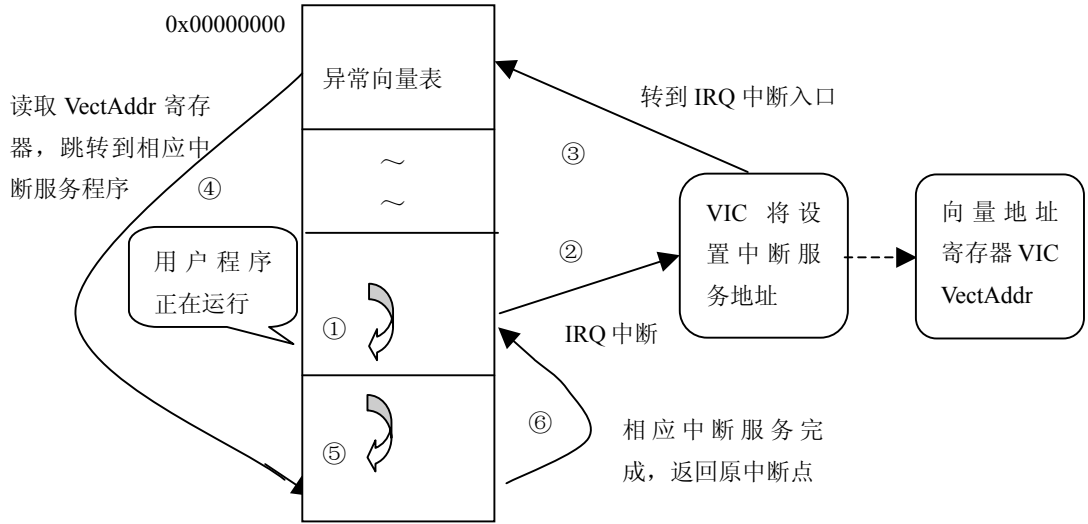 0x00000000
异常向量表
读取 VectAddr 寄存
器，跳转到相应中
断服务程序
④
～
～
③
转到 IRQ 中断入口
VIC 将设
置中断服
务地址
向量地址
寄存器 VIC
VectAddr
②
用户程序
正在运行
①
IRQ 中断
⑤
⑥
相应中断服务完
成，返回原中断点